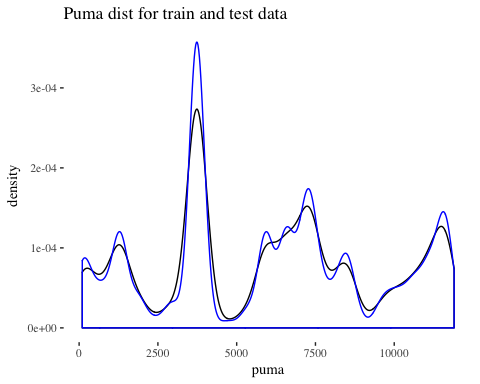 Puma dist for train and test data
density
3e-04
2e-04
1e-04
0e+00
0
2500
5000
7500
10000
puma